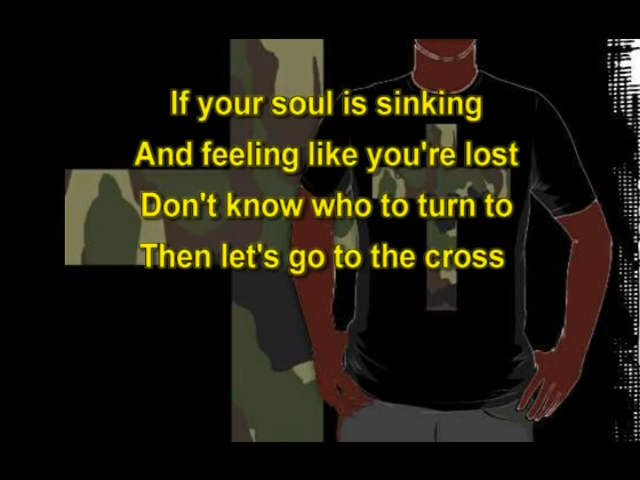 If your soul is sinking
And feeling like you're lost
Don't know who to turn to
Then let's go to the cross